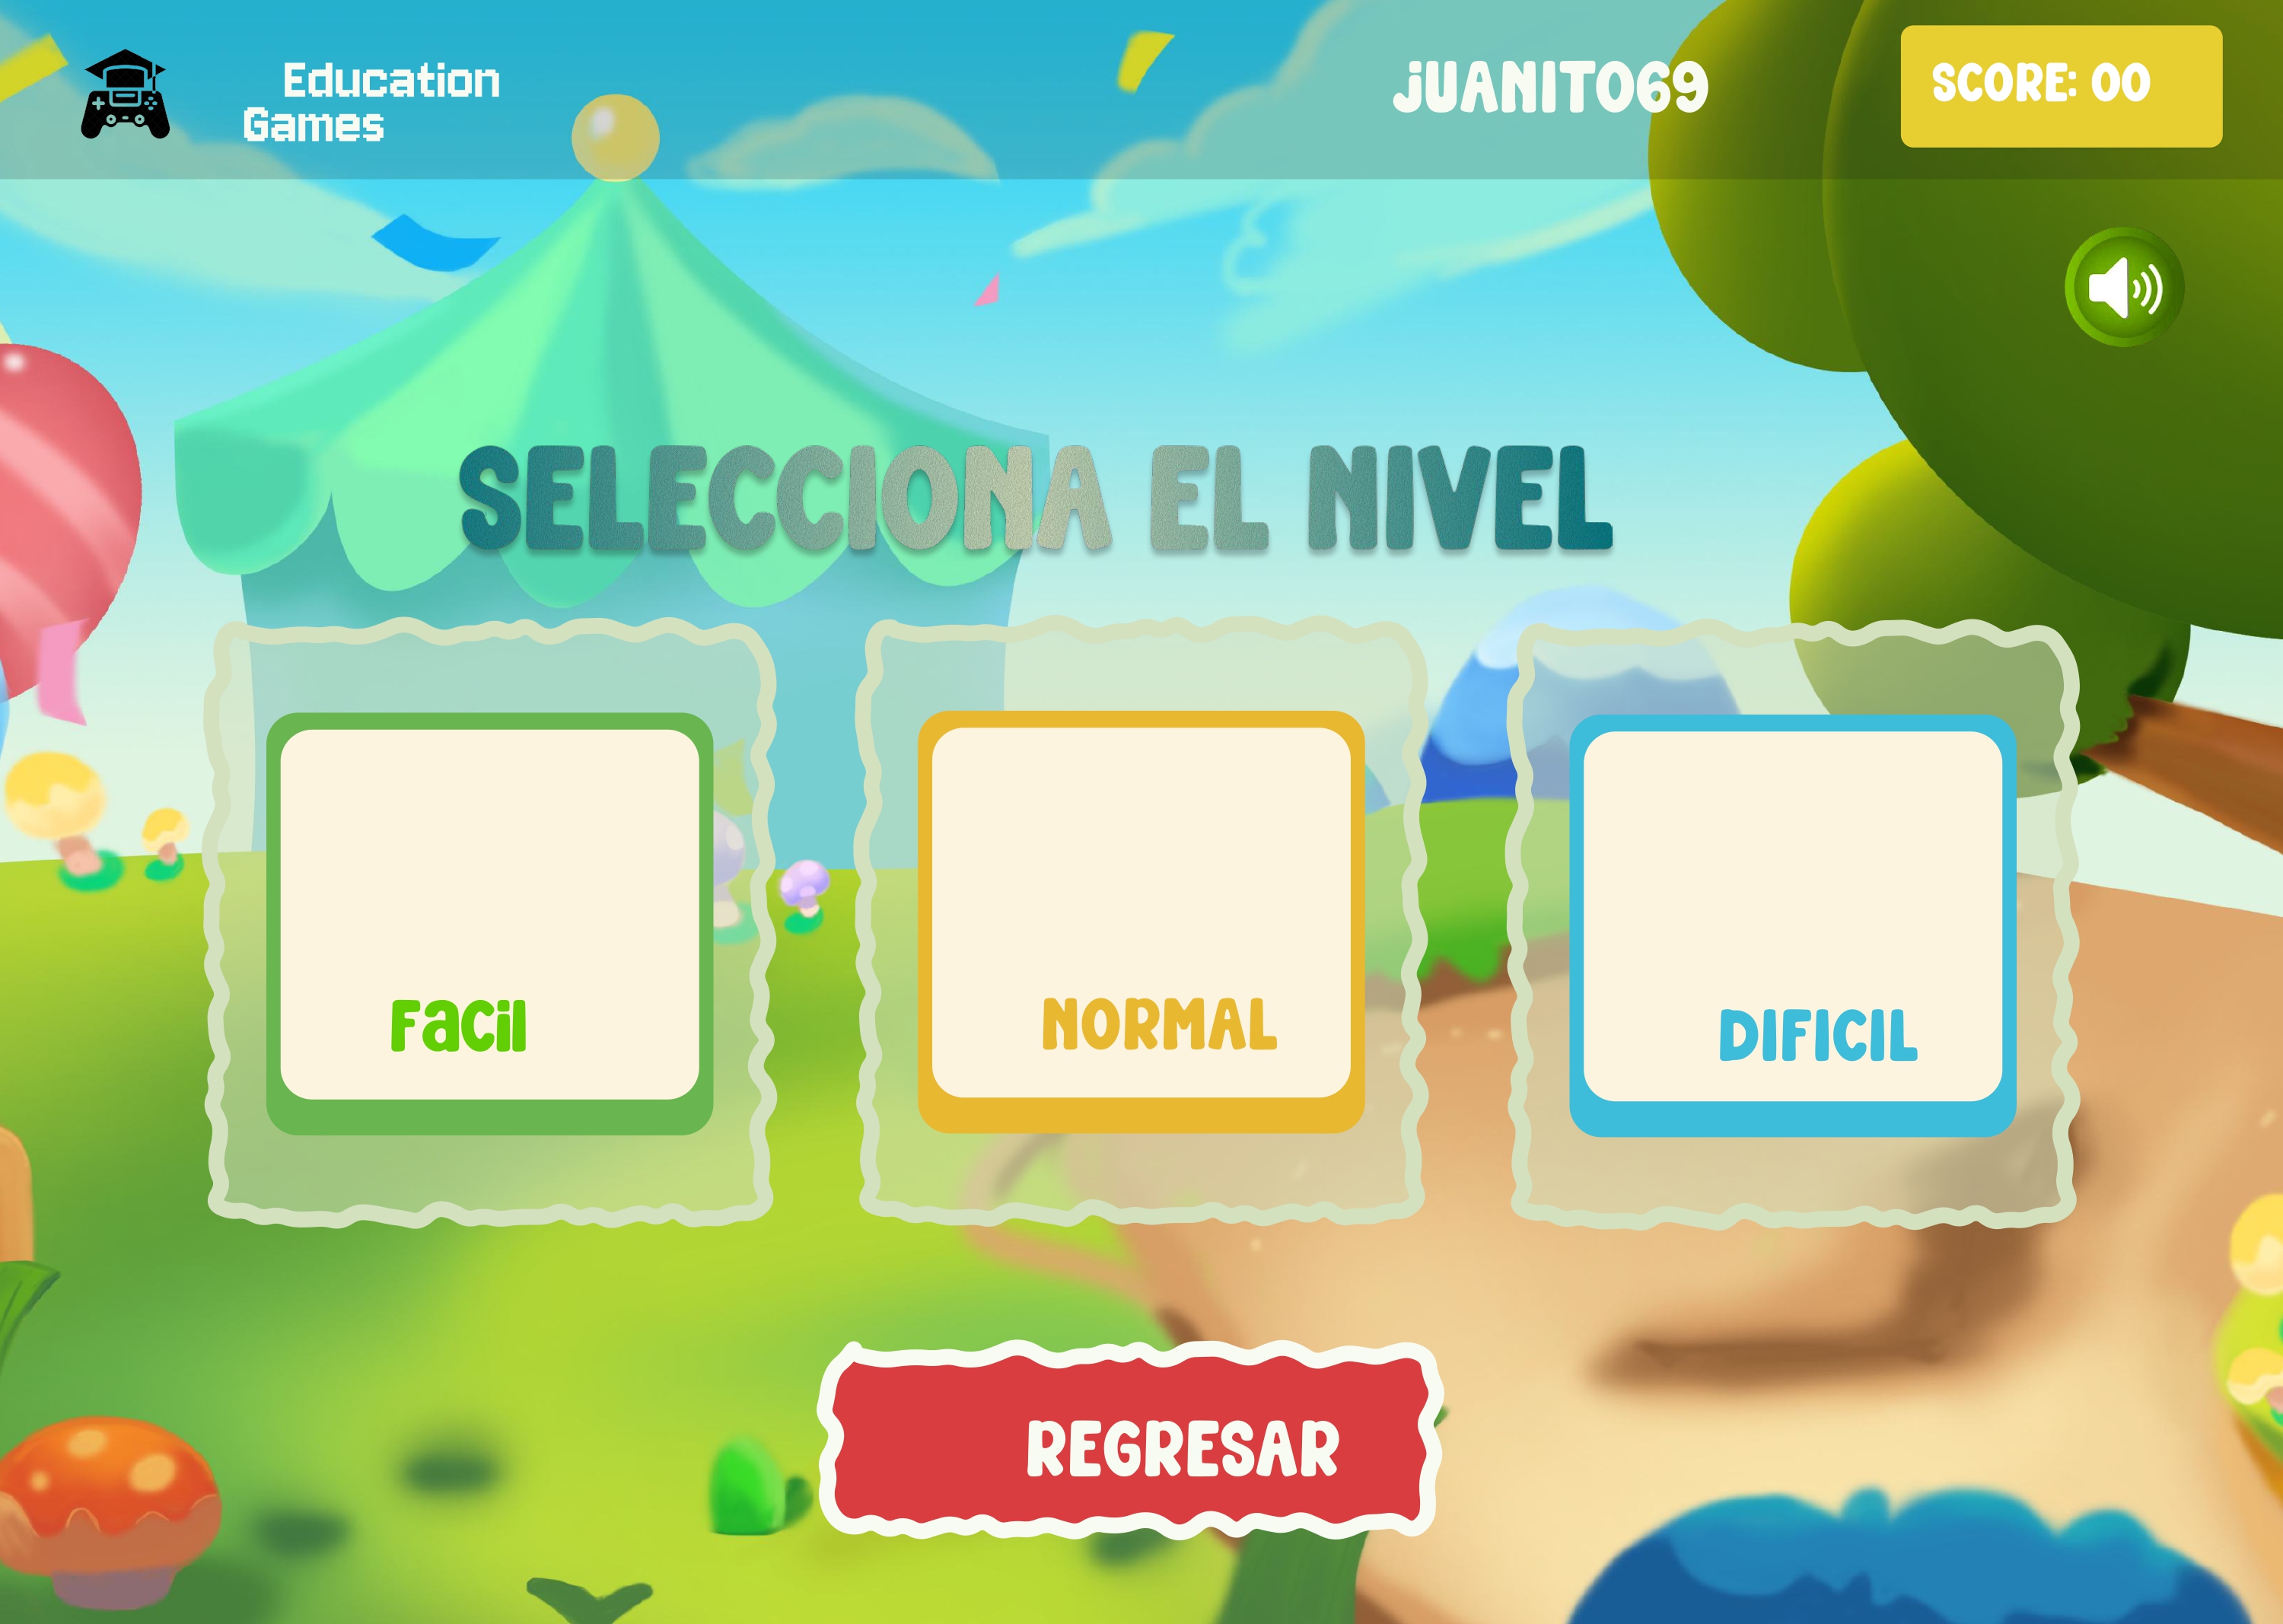 Education
Games
jUANITO69
SCORE: 00
SELECCIONA EL NIVEL
Facil
NORMAL
DIFICIL
REGRESAR